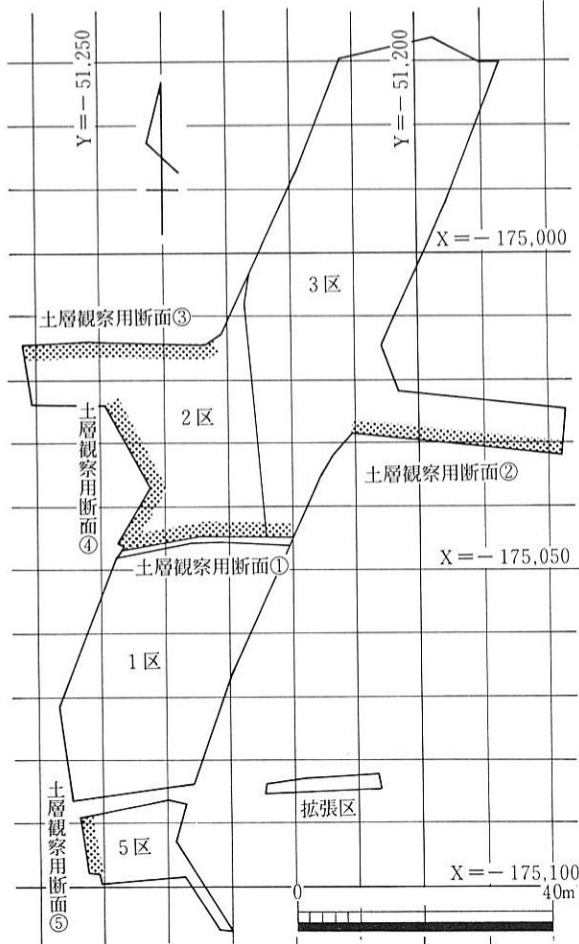 Y＝－51,250
Y＝－51,200
X＝－175,000
3区
土層観察用断面③
2区
土層観察用断面④
土層観察用断面②
X＝－175,050
土層観察用断面①
1区
拡張区
土層観察用断面⑤
5区
X＝－175,100
0
40m